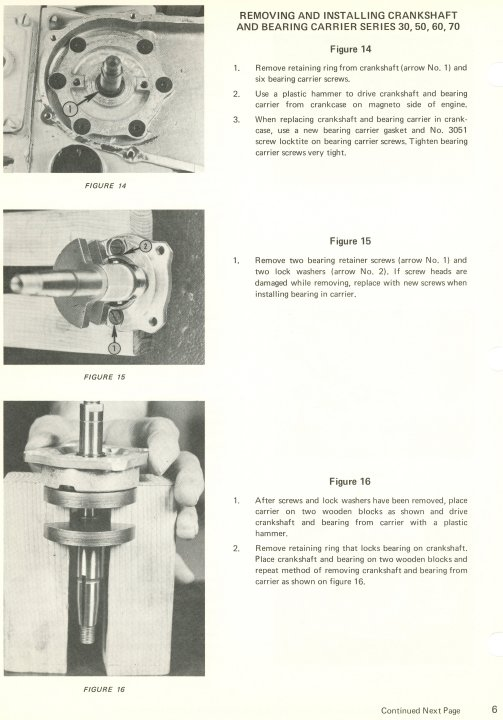 REMOVING AND INSTALLING CRANKSHAFT
AND BEARING CARRIER SERIES 30, 50, 60, 70
Figure 14
1. Remove retaining ring from crankshaft (arrow No. 1) and
six bearing carrier screws.
2. Use a plastic hammer to drive crankshaft and bearing
carrier from crankcase on magneto side of engine.
3. When replacing crankshaft and bearing carrier in crank-
case, use a new bearing carrier gasket and No. 3051
screw locktite on bearing carrier screws. Tighten bearing
carrier screws very tight.
1
FIGURE 14
Figure 15
1. Remove two bearing retainer screws (arrow No. 1) and
two lock washers (arrow No. 2). If screw heads are
damaged while removing, replace with new screws when
installing bearing in carrier.
2
1
FIGURE 15
Figure 16
1. After screws and lock washers have been removed, place
carrier on two wooden blocks as shown and drive
crankshaft and bearing from carrier with a plastic
hammer.
2. Remove retaining ring that locks bearing on crankshaft.
Place crankshaft and bearing on two wooden blocks and
repeat method of removing crankshaft and bearing from
carrier as shown on figure 16.
FIGURE 16
Continued Next Page 6